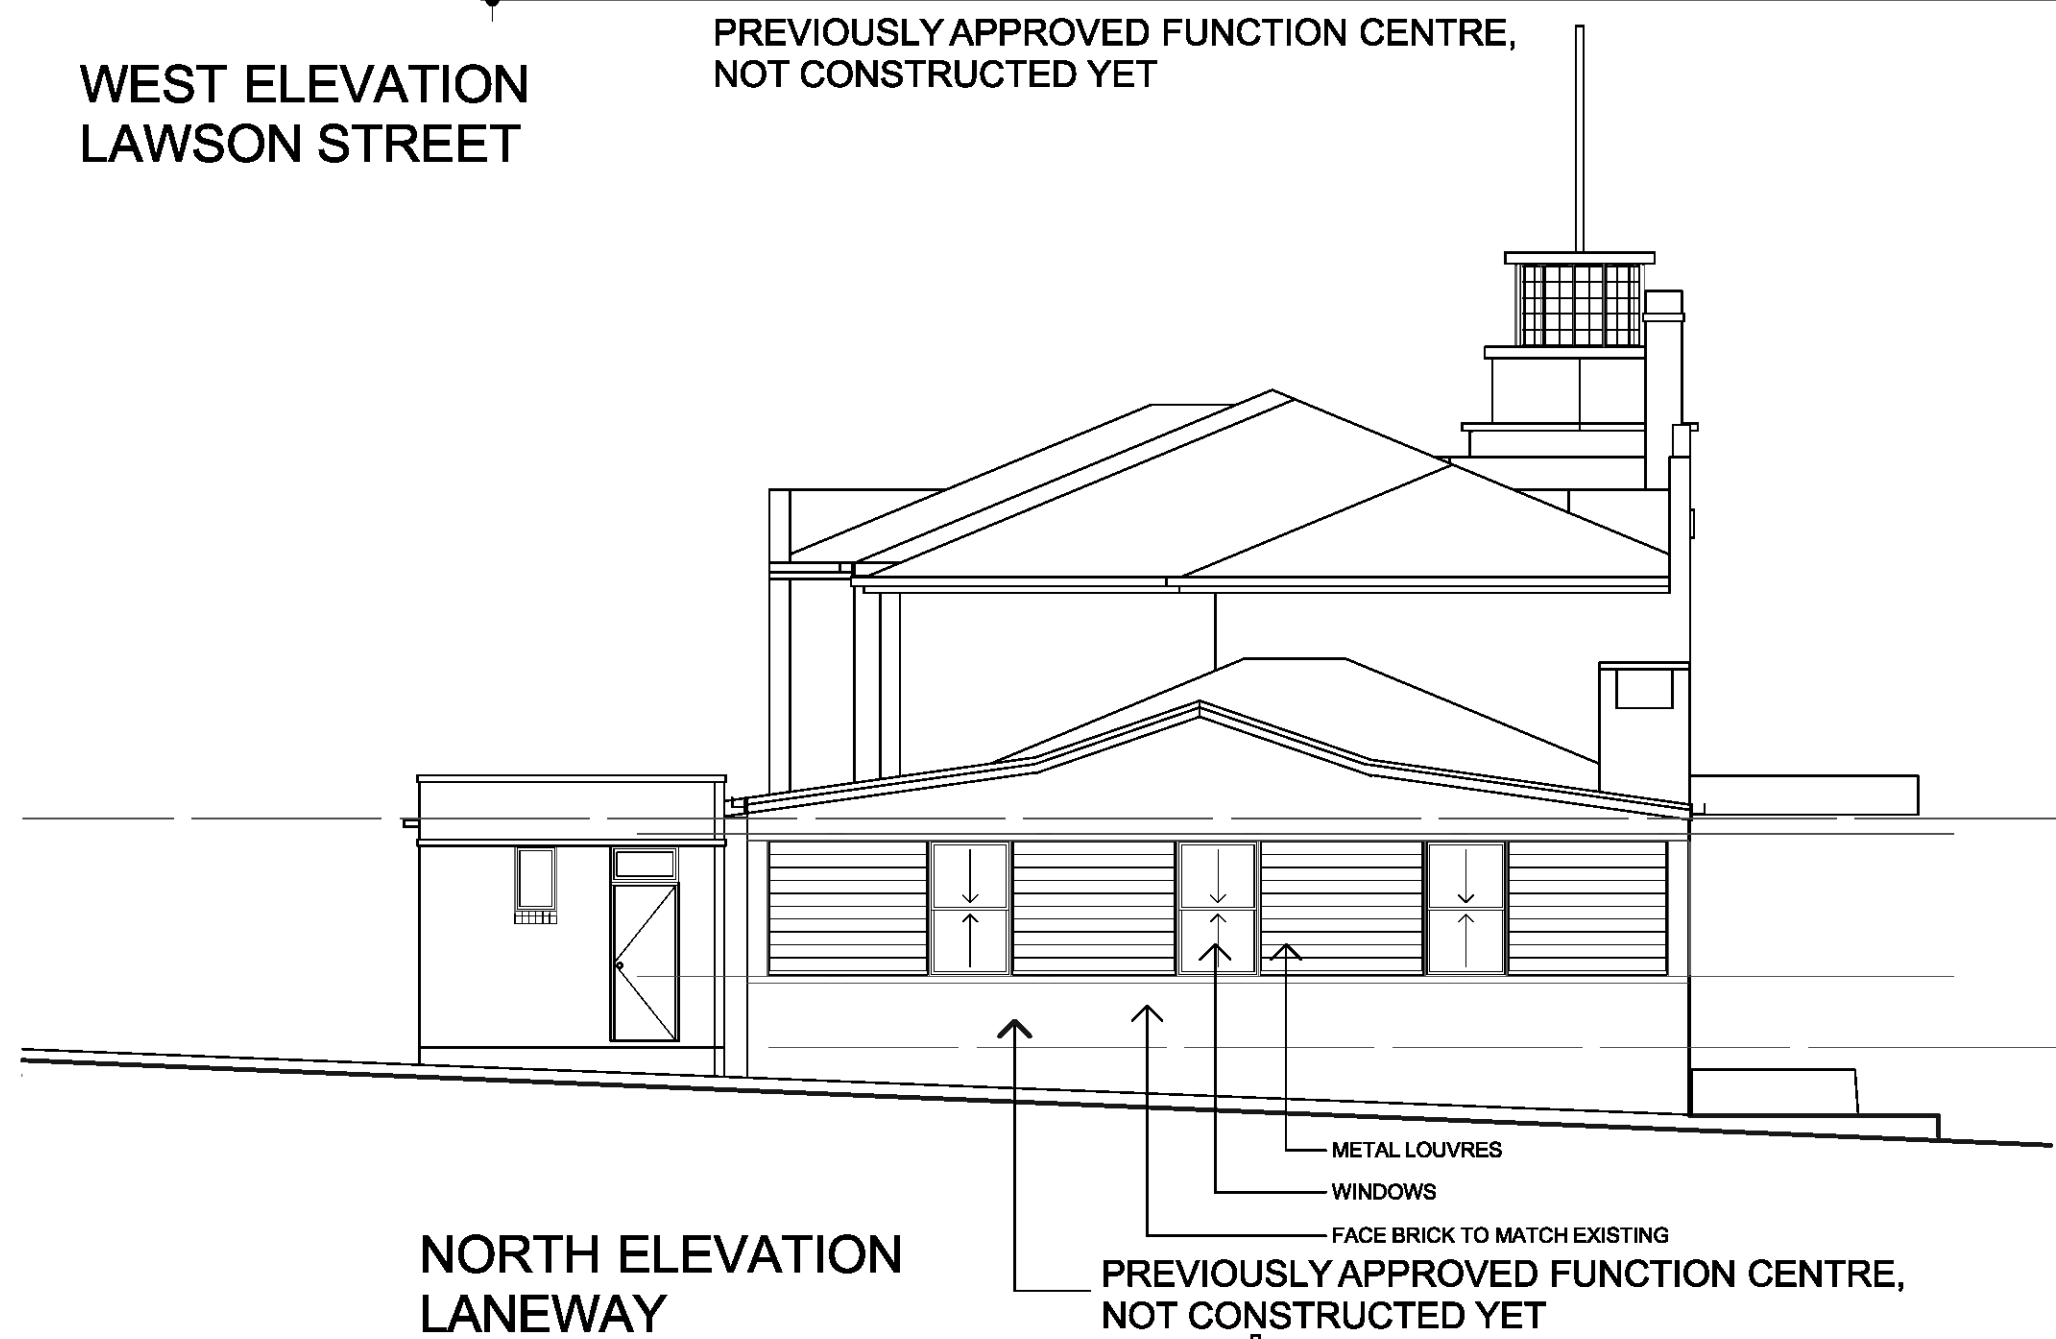 PREVIOUSLY APPROVED FUNCTION CENTRE,
NOT CONSTRUCTED YET
WEST ELEVATION
LAWSON STREET
METAL LOUVRES
WINDOWS
FACE BRICK TO MATCH EXISTING
PREVIOUSLY APPROVED FUNCTION CENTRE,
NOT CONSTRUCTED YET
NORTH ELEVATION
LANEWAY